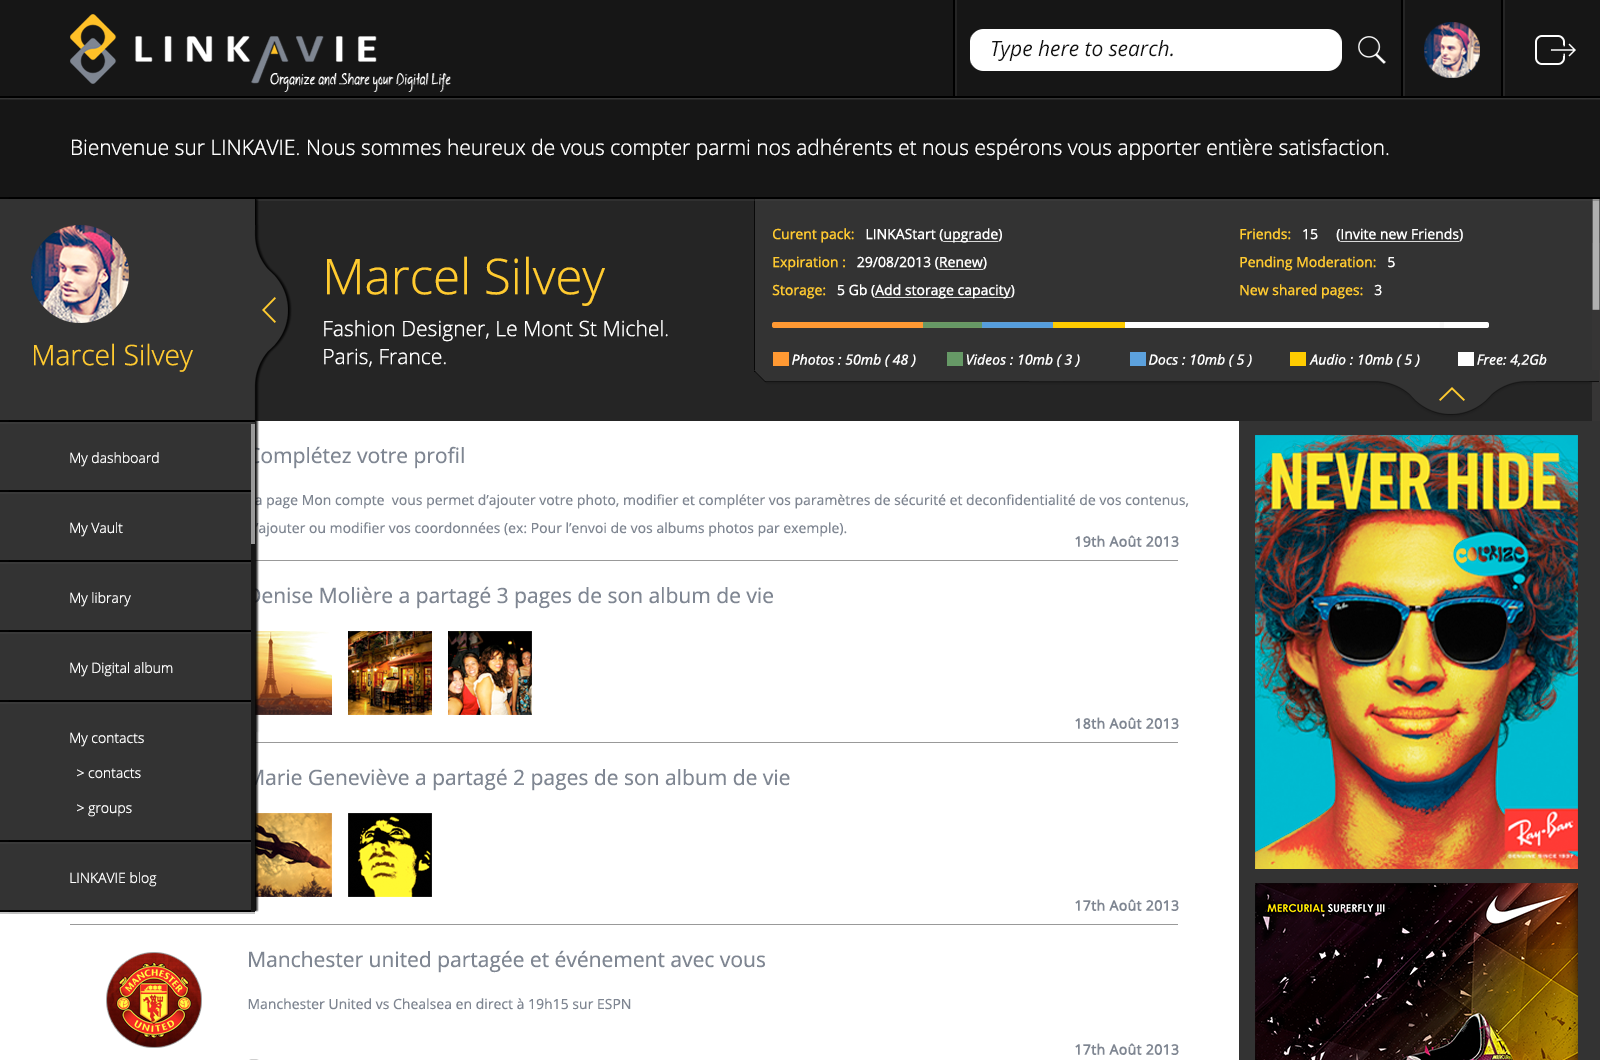 LINKAVIE
Organize and Share your Digital Life
Type here to search.
Bienvenue sur LINKAVIE. Nous sommes heureux de vous compter parmi nos adhérents et nous espérons vous apporter entière satisfaction.
Marcel Silvey
Marcel Silvey
Fashion Designer, Le Mont St Michel.
Paris, France.
Curent pack: LINKAStart (upgrade)
Expiration : 29/08/2013 (Renew)
Storage: 5 Gb (Add storage capacity)
Friends: 15 (Invite new Friends)
Pending Moderation: 5
New shared pages: 3
Photos : 50mb ( 48 ) Videos : 10mb ( 3 ) Docs : 10mb ( 5 ) Audio : 10mb ( 5 ) Free: 4,2Gb
My dashboard
My Vault
My library
My Digital album
My contacts
> contacts
> groups
LINKAVIE blog
omplétez votre profil
a page Mon compte vous permet d’ajouter votre photo, modifier et compléter vos paramètres de sécurité et deconfidentialité de vos contenus,
’ajouter ou modifier vos coordonnées (ex: Pour l’envoi de vos albums photos par exemple).
19th Août 2013
Denise Molière a partagé 3 pages de son album de vie
18th Août 2013
Marie Geneviève a partagé 2 pages de son album de vie
17th Août 2013
MANCHESTER
UNITED
Manchester united partagée et événement avec vous
Manchester United vs Chealsea en direct à 19h15 sur ESPN
17th Août 2013
NEVER HIDE
COLORIZE
Ray-Ban
Ray-Ban
GENUINE SINCE 1937
MERCURIAL SUPERFLY III